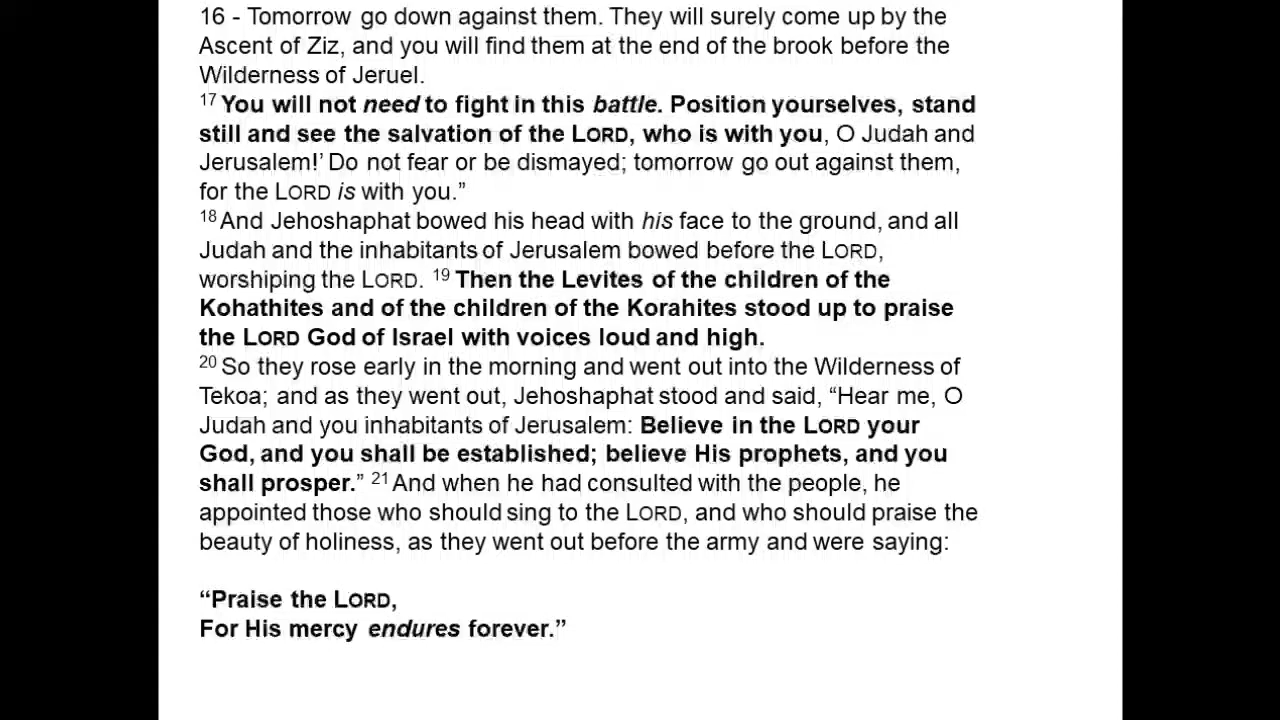 16 - Tomorrow go down against them. They will surely come up by the
Ascent of Ziz, and you will find them at the end of the brook before the
Wilderness of Jeruel.
17 You will not need to fight in this battle. Position yourselves, stand
still and see the salvation of the LORD, who is with you, O Judah and
Jerusalem!’ Do not fear or be dismayed; tomorrow go out against them,
for the LORD is with you.”
18 And Jehoshaphat bowed his head with his face to the ground, and all
Judah and the inhabitants of Jerusalem bowed before the LORD,
worshiping the LORD. 19 Then the Levites of the children of the
Kohathites and of the children of the Korahites stood up to praise
the LORD God of Israel with voices loud and high.
20 So they rose early in the morning and went out into the Wilderness of
Tekoa; and as they went out, Jehoshaphat stood and said, “Hear me, O
Judah and you inhabitants of Jerusalem: Believe in the LORD your
God, and you shall be established; believe His prophets, and you
shall prosper.” 21 And when he had consulted with the people, he
appointed those who should sing to the LORD, and who should praise the
beauty of holiness, as they went out before the army and were saying:
“Praise the LORD,
For His mercy endures forever.”